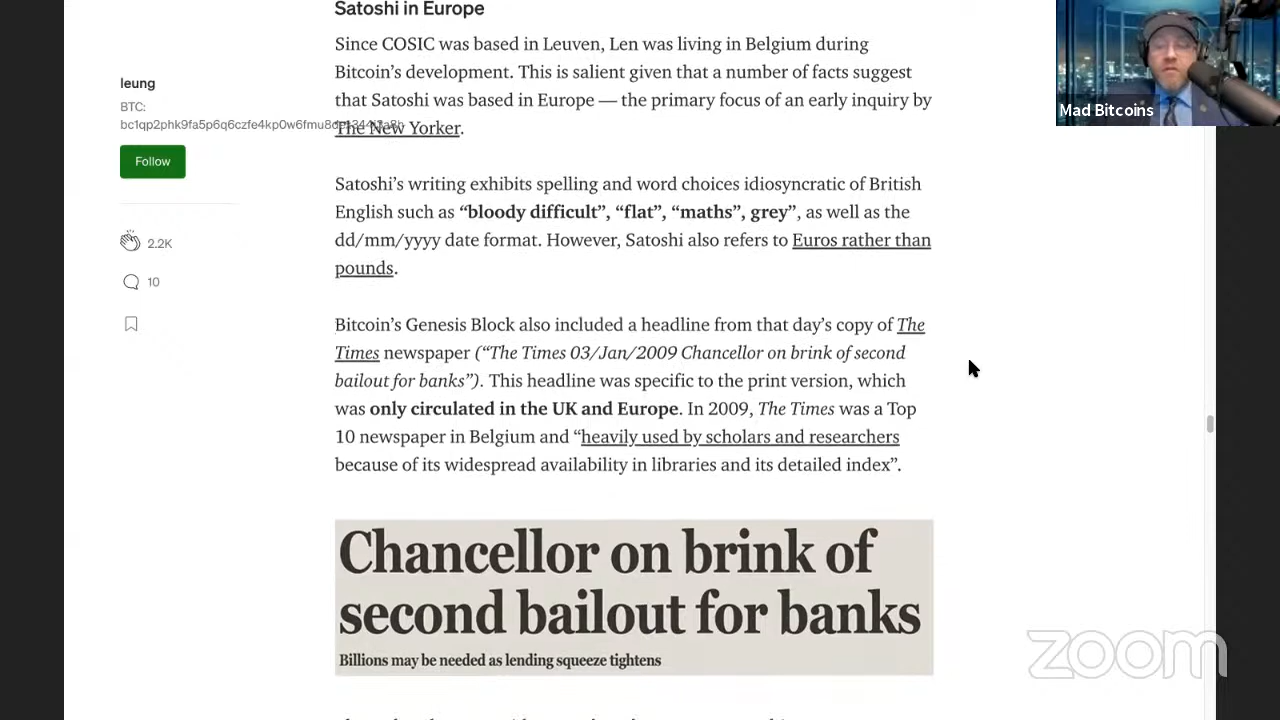 Satoshi in Europe
Since COSIC was based in Leuven, Len was living in Belgium during
Bitcoin’s development. This is salient given that a number of facts suggest
that Satoshi was based in Europe — the primary focus of an early inquiry by
The New Yorker.
leung
BTC:
Follow
2.2K
10
Satoshi’s writing exhibits spelling and word choices idiosyncratic of British
English such as “bloody difficult”, “flat”, “maths”, grey”, as well as the
dd/mm/yyyy date format. However, Satoshi also refers to Euros rather than
pounds.
Bitcoin’s Genesis Block also included a headline from that day’s copy of The
Times newspaper (“The Times 03/Jan/2009 Chancellor on brink of second
bailout for banks”). This headline was specific to the print version, which
was only circulated in the UK and Europe. In 2009, The Times was a Top
10 newspaper in Belgium and “heavily used by scholars and researchers
because of its widespread availability in libraries and its detailed index”.
Chancellor on brink of
second bailout for banks
Billions may be needed as lending squeeze tightens
Mad Bitcoins
zoom